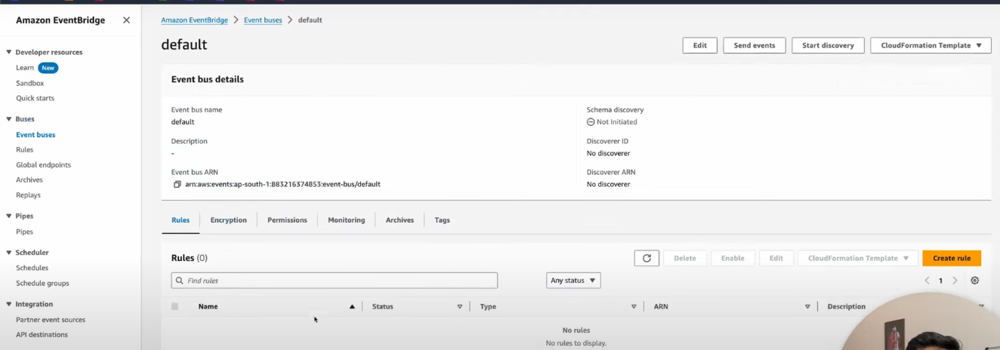 Amazon EventBridge
Developer resources
Learn New
Sandbox
Quick starts
Buses
Event buses
Rules
Global endpoints
Archives
Replays
Pipes
Pipes
Scheduler
Schedules
Schedule groups
Integration
Partner event sources
API destinations
Amazon EventBridge > Event buses > default
default
Edit Send events Start discovery CloudFormation Template
Event bus details
Event bus name
default
Description
-
Event bus ARN
arn:aws:events:ap-south-1:883216374853:event-bus/default
Schema discovery
Not Initiated
Discoverer ID
No discoverer
Discoverer ARN
No discoverer
Rules Encryption Permissions Monitoring Archives Tags
Rules (0)
Delete Enable Edit CloudFormation Template Create rule
Find rules Any status 1
Name Status Type ARN Description
No rules
No rules to display.